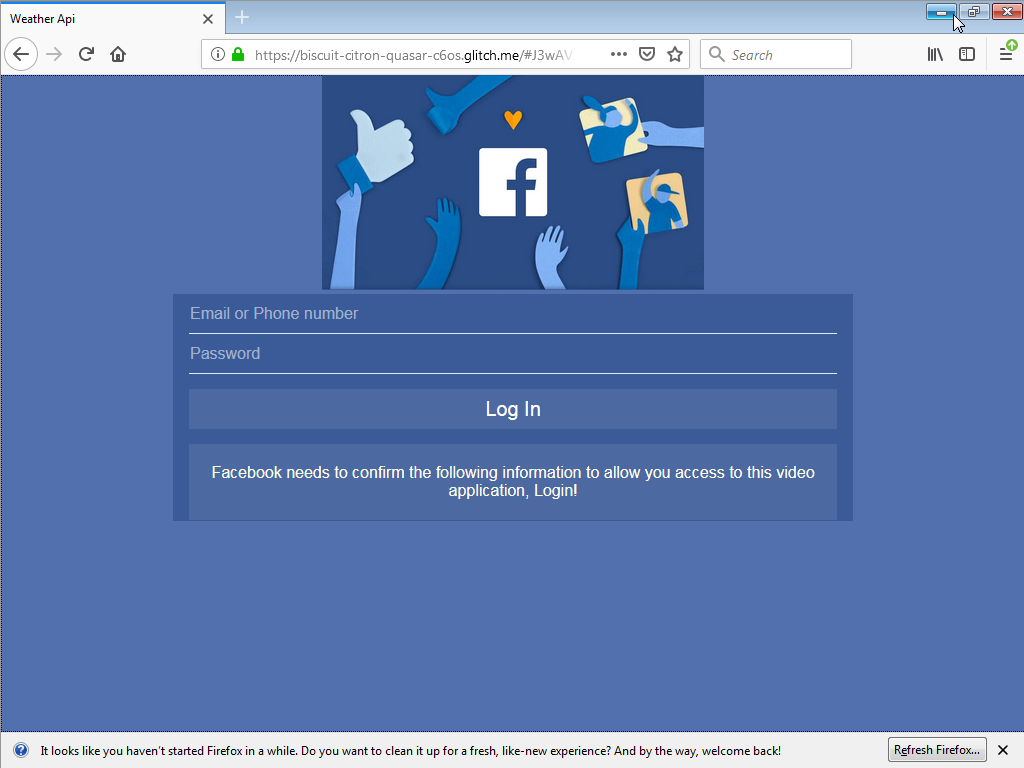 Weather Api
https://biscuit-citron-quasar-c6os.glitch.me/#J3wAV
Search
Email or Phone number
Password
Log In
Facebook needs to confirm the following information to allow you access to this video
application, Login!
It looks like you haven't started Firefox in a while. Do you want to clean it up for a fresh, like-new experience? And by the way, welcome back!
Refresh Firefox...